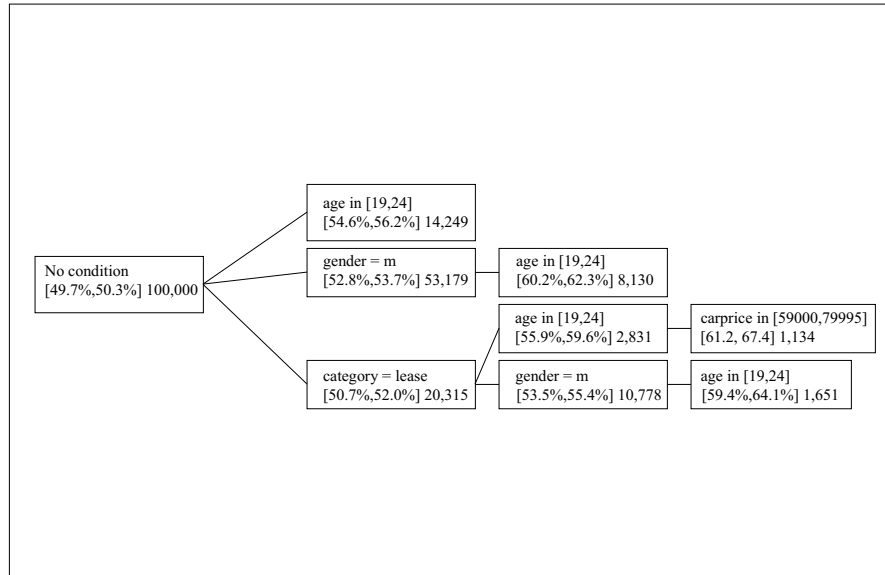 age in [19,24]
[54.6%,56.2%] 14,249
No condition
[49.7%,50.3%] 100,000
gender = m
[52.8%,53.7%] 53,179
age in [19,24]
[60.2%,62.3%] 8,130
age in [19,24]
[55.9%,59.6%] 2,831
carprice in [59000,79995]
[61.2, 67.4] 1,134
category = lease
[50.7%,52.0%] 20,315
gender = m
[53.5%,55.4%] 10,778
age in [19,24]
[59.4%,64.1%] 1,651